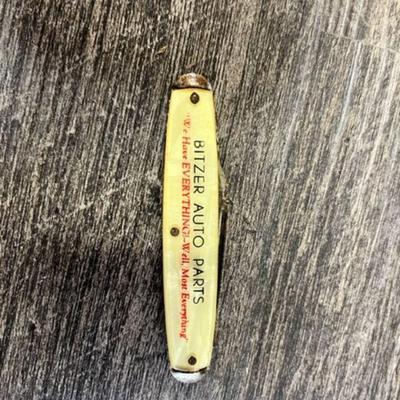 BITZER AUTO PARTS
"We Have EVERYTHING!-Well, Most Everything"